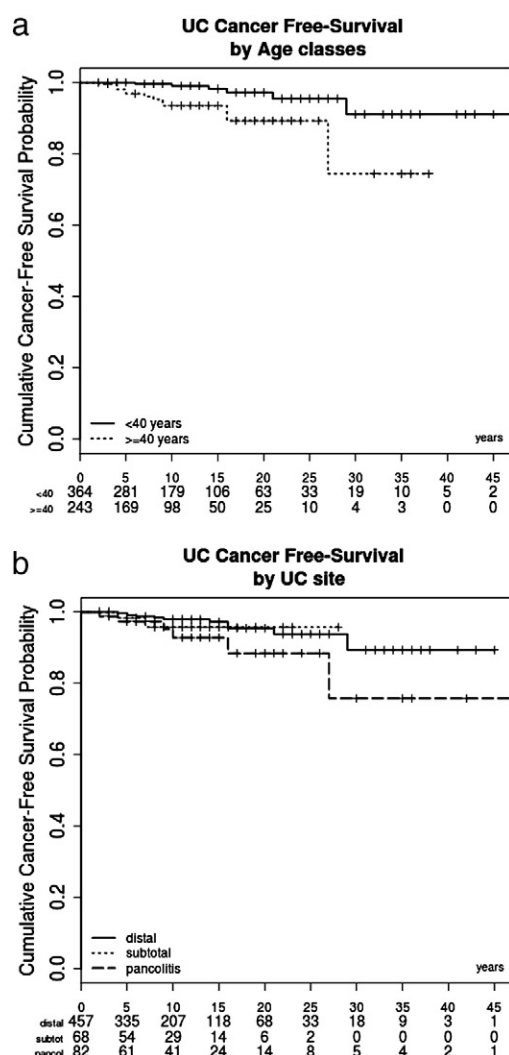 a
UC Cancer Free-Survival
by Age classes
Cumulative Cancer-Free Survival Probability
1.0
0.8
0.6
0.4
0.2
0.0
<40 years
>=40 years
years
0 5 10 15 20 25 30 35 40 45
<40 364 281 179 106 63 33 19 10 5 2
>=40 243 169 98 50 25 10 4 3 0 0
b
UC Cancer Free-Survival
by UC site
Cumulative Cancer-Free Survival Probability
1.0
0.8
0.6
0.4
0.2
0.0
distal
subtotal
pancolitis
years
0 5 10 15 20 25 30 35 40 45
distal 457 335 207 118 68 33 18 9 3 1
subtot 68 54 29 14 6 2 0 0 0 0
pancol 82 61 41 24 14 8 5 4 2 1